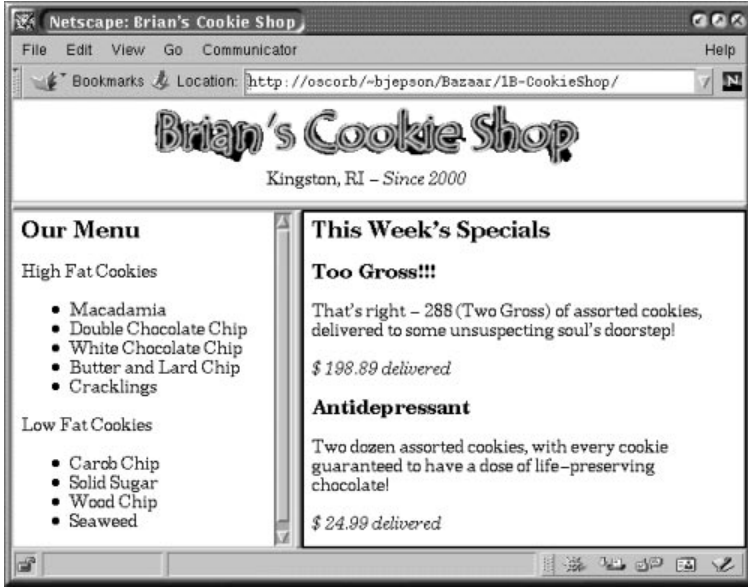 Netscape: Brian's Cookie Shop
File Edit View Go Communicator Help
Bookmarks Location: http://oscorb/~bjepson/Bazaar/1B-CookieShop/ N
Brian's Cookie Shop
Kingston, RI – Since 2000
Our Menu
High Fat Cookies
• Macadamia
• Double Chocolate Chip
• White Chocolate Chip
• Butter and Lard Chip
• Cracklings
Low Fat Cookies
• Carob Chip
• Solid Sugar
• Wood Chip
• Seaweed
This Week's Specials
Too Gross!!!
That's right – 288 (Two Gross) of assorted cookies,
delivered to some unsuspecting soul's doorstep!
$ 198.89 delivered
Antidepressant
Two dozen assorted cookies, with every cookie
guaranteed to have a dose of life–preserving
chocolate!
$ 24.99 delivered